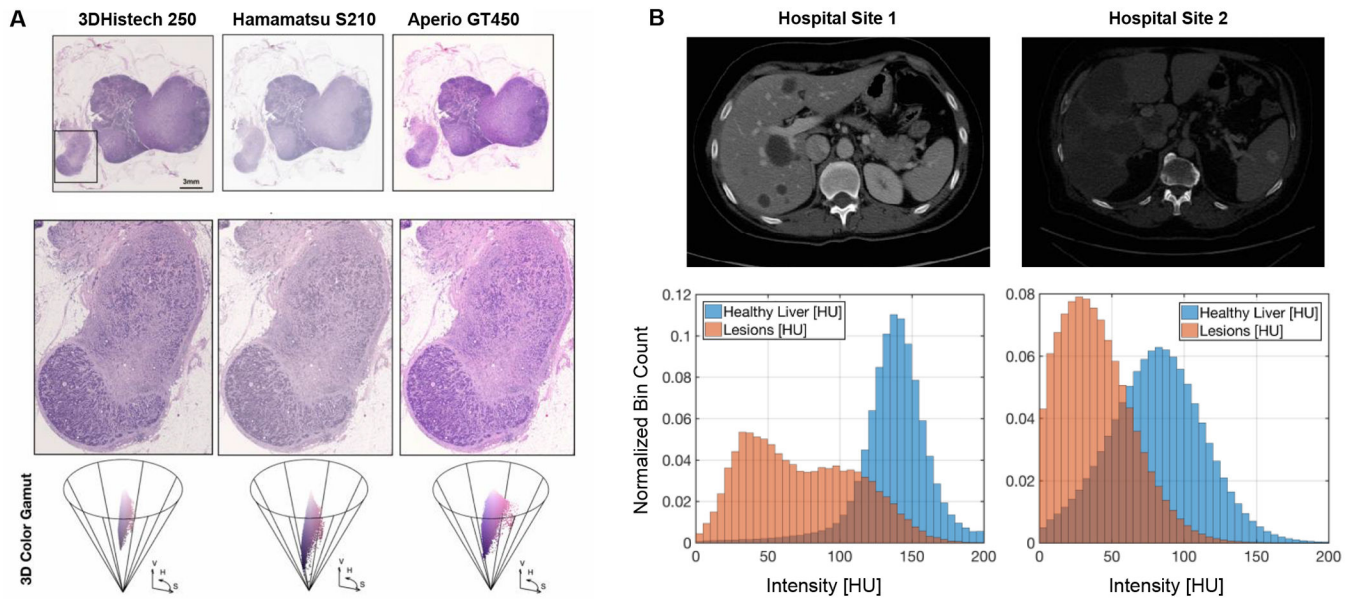 A
3DHistech 250
Hamamatsu S210
Aperio GT450
3mm
3D Color Gamut
V
H
S
V
H
S
V
H
S
B
Hospital Site 1
Hospital Site 2
Normalized Bin Count
0.12
0.1
0.08
0.06
0.04
0.02
0
Healthy Liver [HU]
Lesions [HU]
0 50 100 150 200
Intensity [HU]
0.08
0.06
0.04
0.02
0
Healthy Liver [HU]
Lesions [HU]
0 50 100 150 200
Intensity [HU]